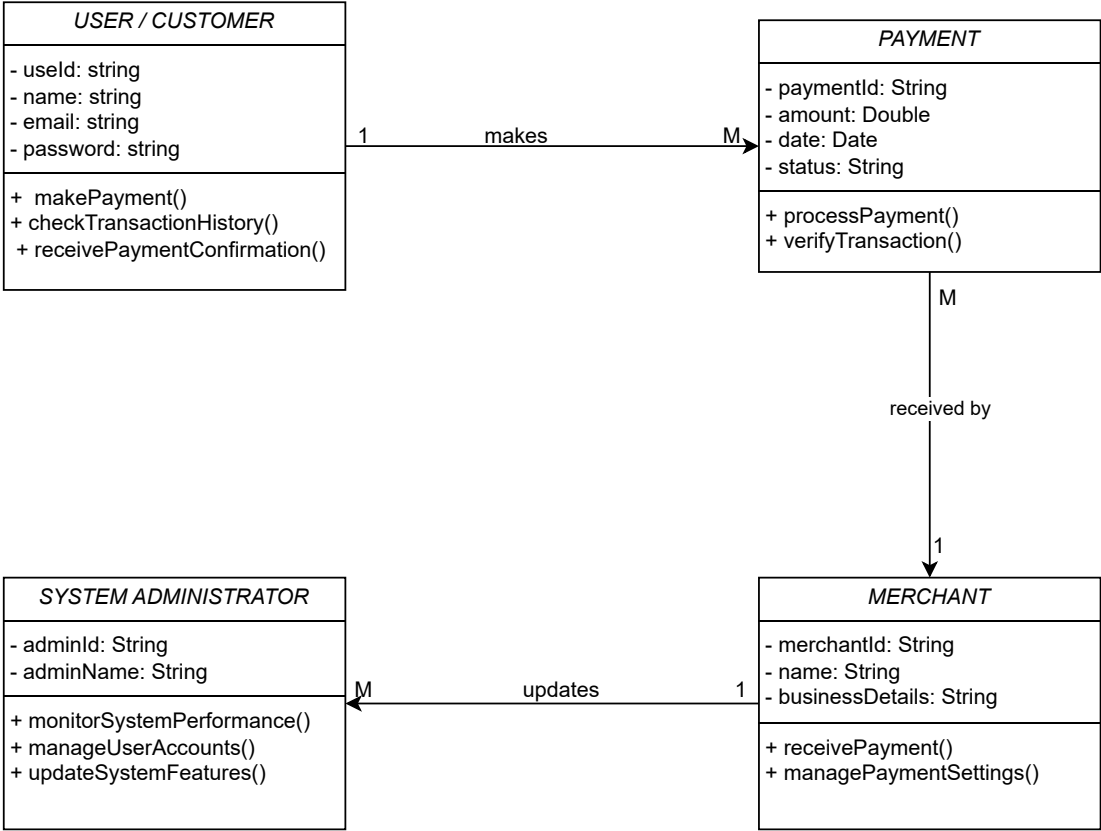 USER / CUSTOMER
- useId: string
- name: string
- email: string
- password: string
+  makePayment()
+ checkTransactionHistory()
+ receivePaymentConfirmation()
1
makes
M
PAYMENT
- paymentId: String
- amount: Double
- date: Date
- status: String
+ processPayment()
+ verifyTransaction()
M
received by
1
SYSTEM ADMINISTRATOR
- adminId: String
- adminName: String
+ monitorSystemPerformance()
+ manageUserAccounts()
+ updateSystemFeatures()
M
updates
1
MERCHANT
- merchantId: String
- name: String
- businessDetails: String
+ receivePayment()
+ managePaymentSettings()